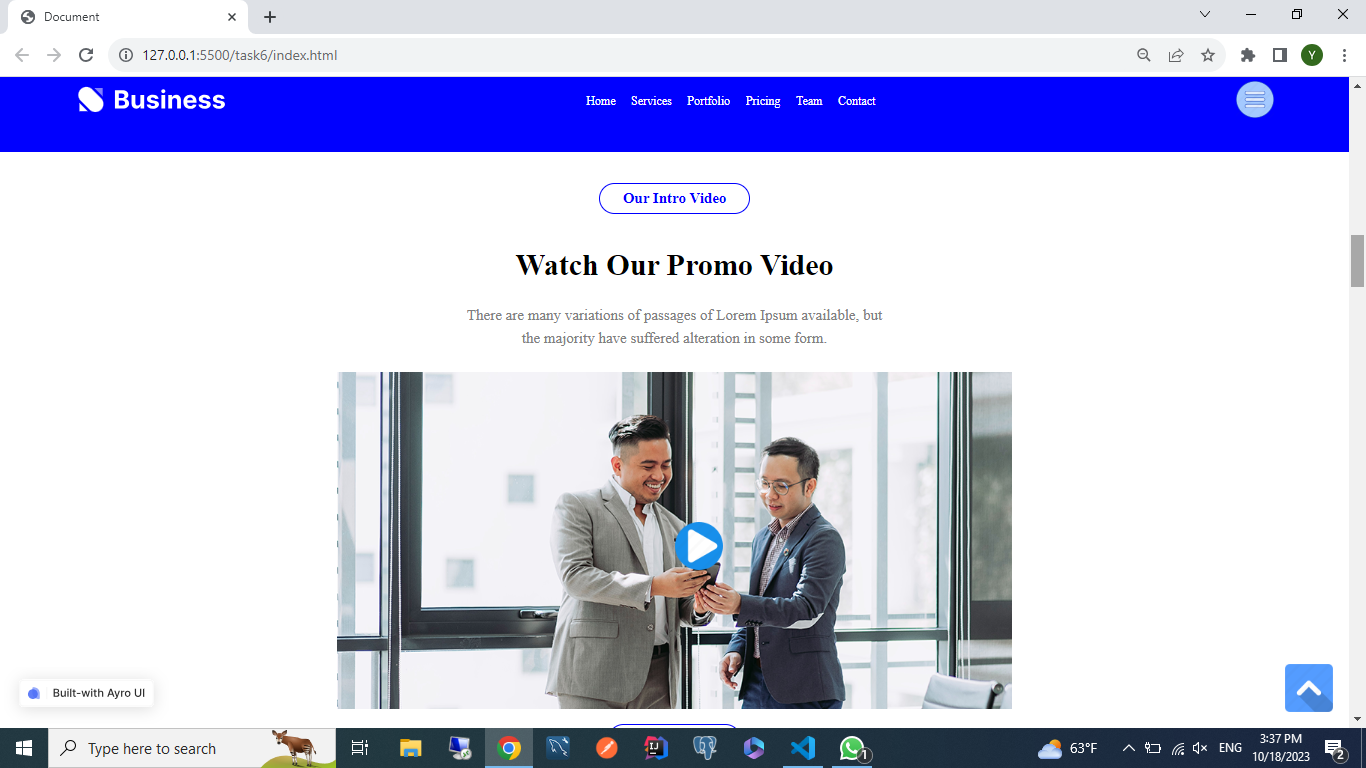 Document
127.0.0.1:5500/task6/index.html
Y
Business
Home Services Portfolio Pricing Team Contact
Our Intro Video
Watch Our Promo Video
There are many variations of passages of Lorem Ipsum available, but
the majority have suffered alteration in some form.
Built-with Ayro UI
Type here to search
IJ
1
63°F
ENG
3:37 PM
10/18/2023
2